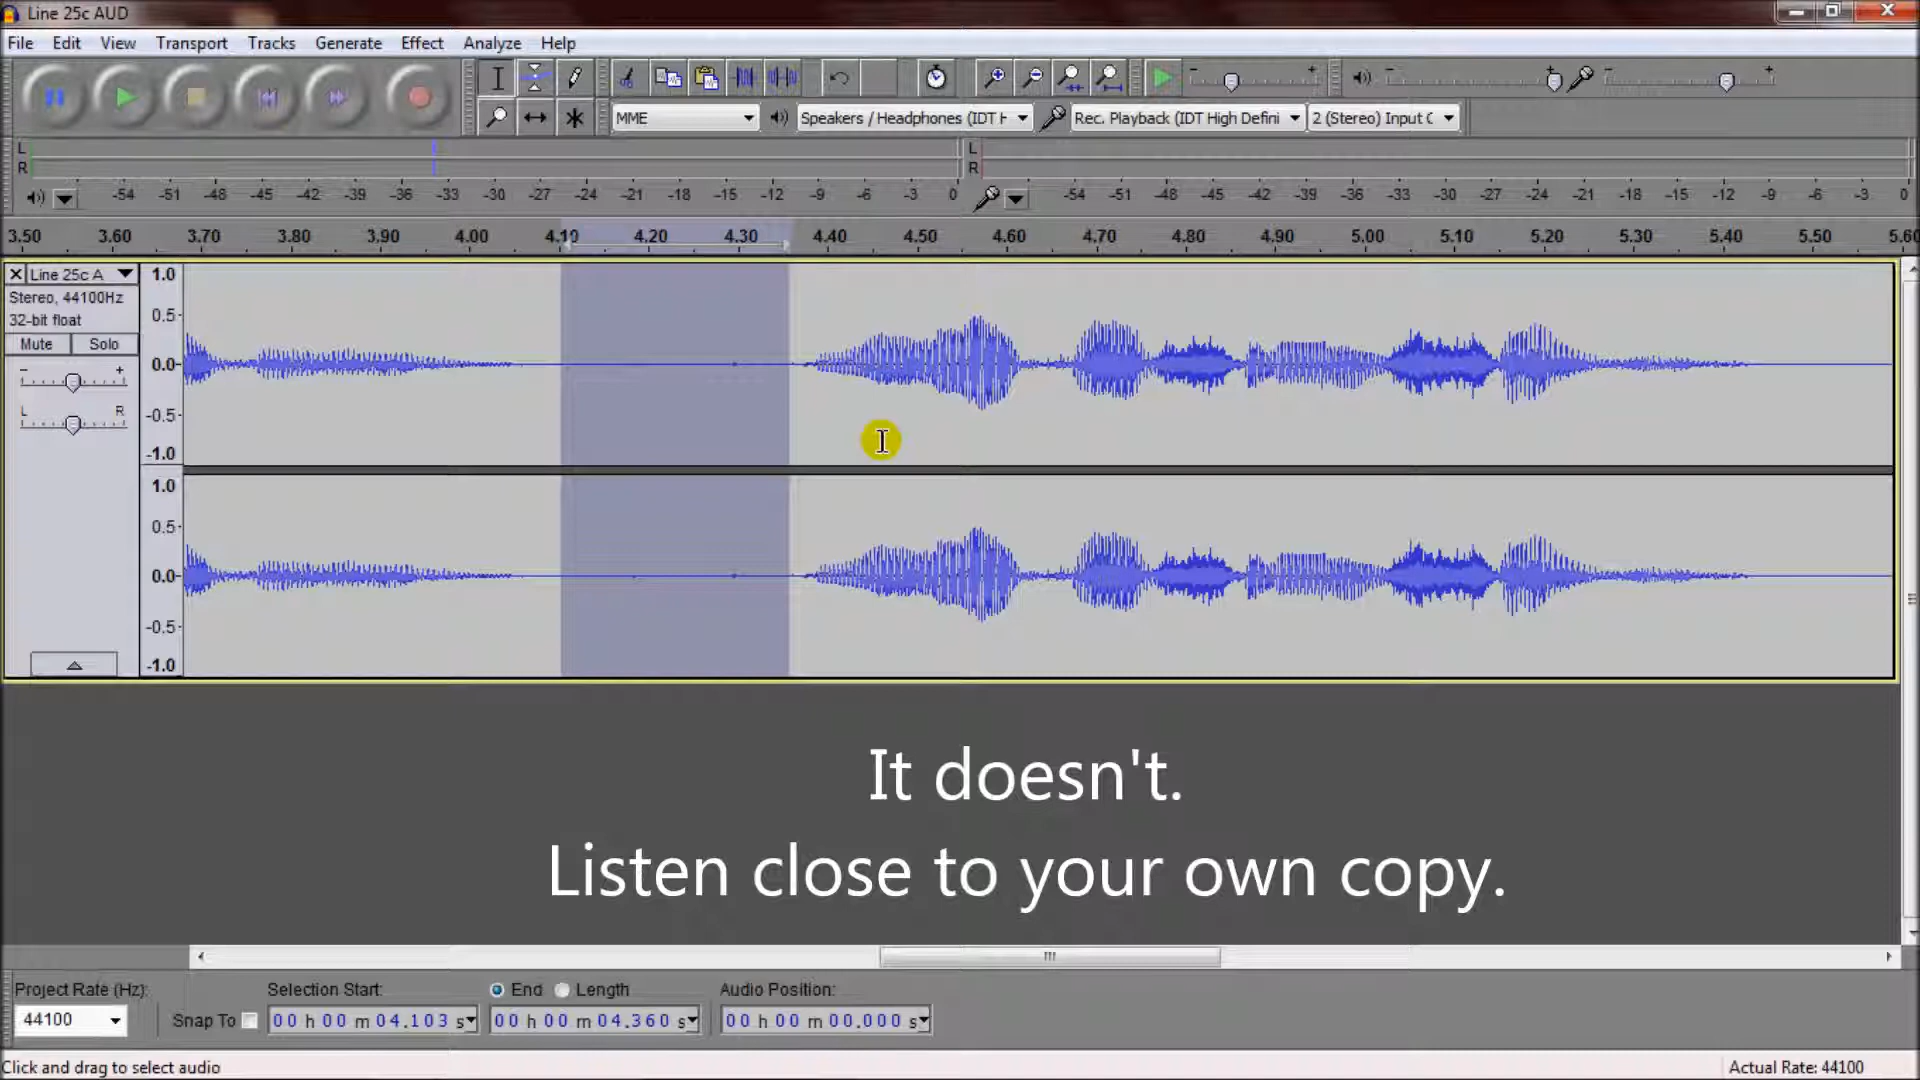 Line 25c AUD
File Edit View Transport Tracks Generate Effect Analyze Help
MME Speakers / Headphones (IDT H Rec. Playback (IDT High Defini 2 (Stereo) Input C
L L
R R
-54 -51 -48 -45 -42 -39 -36 -33 -30 -27 -24 -21 -18 -15 -12 -9 -6 -3 0 -54 -51 -48 -45 -42 -39 -36 -33 -30 -27 -24 -21 -18 -15 -12 -9 -6 -3 0
3.50 3.60 3.70 3.80 3.90 4.00 4.10 4.20 4.30 4.40 4.50 4.60 4.70 4.80 4.90 5.00 5.10 5.20 5.30 5.40 5.50 5.60
Line 25c A 1.0
Stereo, 44100Hz
32-bit float 0.5
Mute Solo
- + 0.0
L R -0.5
-1.0
1.0
0.5
0.0
-0.5
-1.0
It doesn't.
Listen close to your own copy.
Project Rate (Hz): Selection Start: End Length Audio Position:
44100 Snap To 00 h 00 m 04.103 s 00 h 00 m 04.360 s 00 h 00 m 00.000 s
Click and drag to select audio Actual Rate: 44100